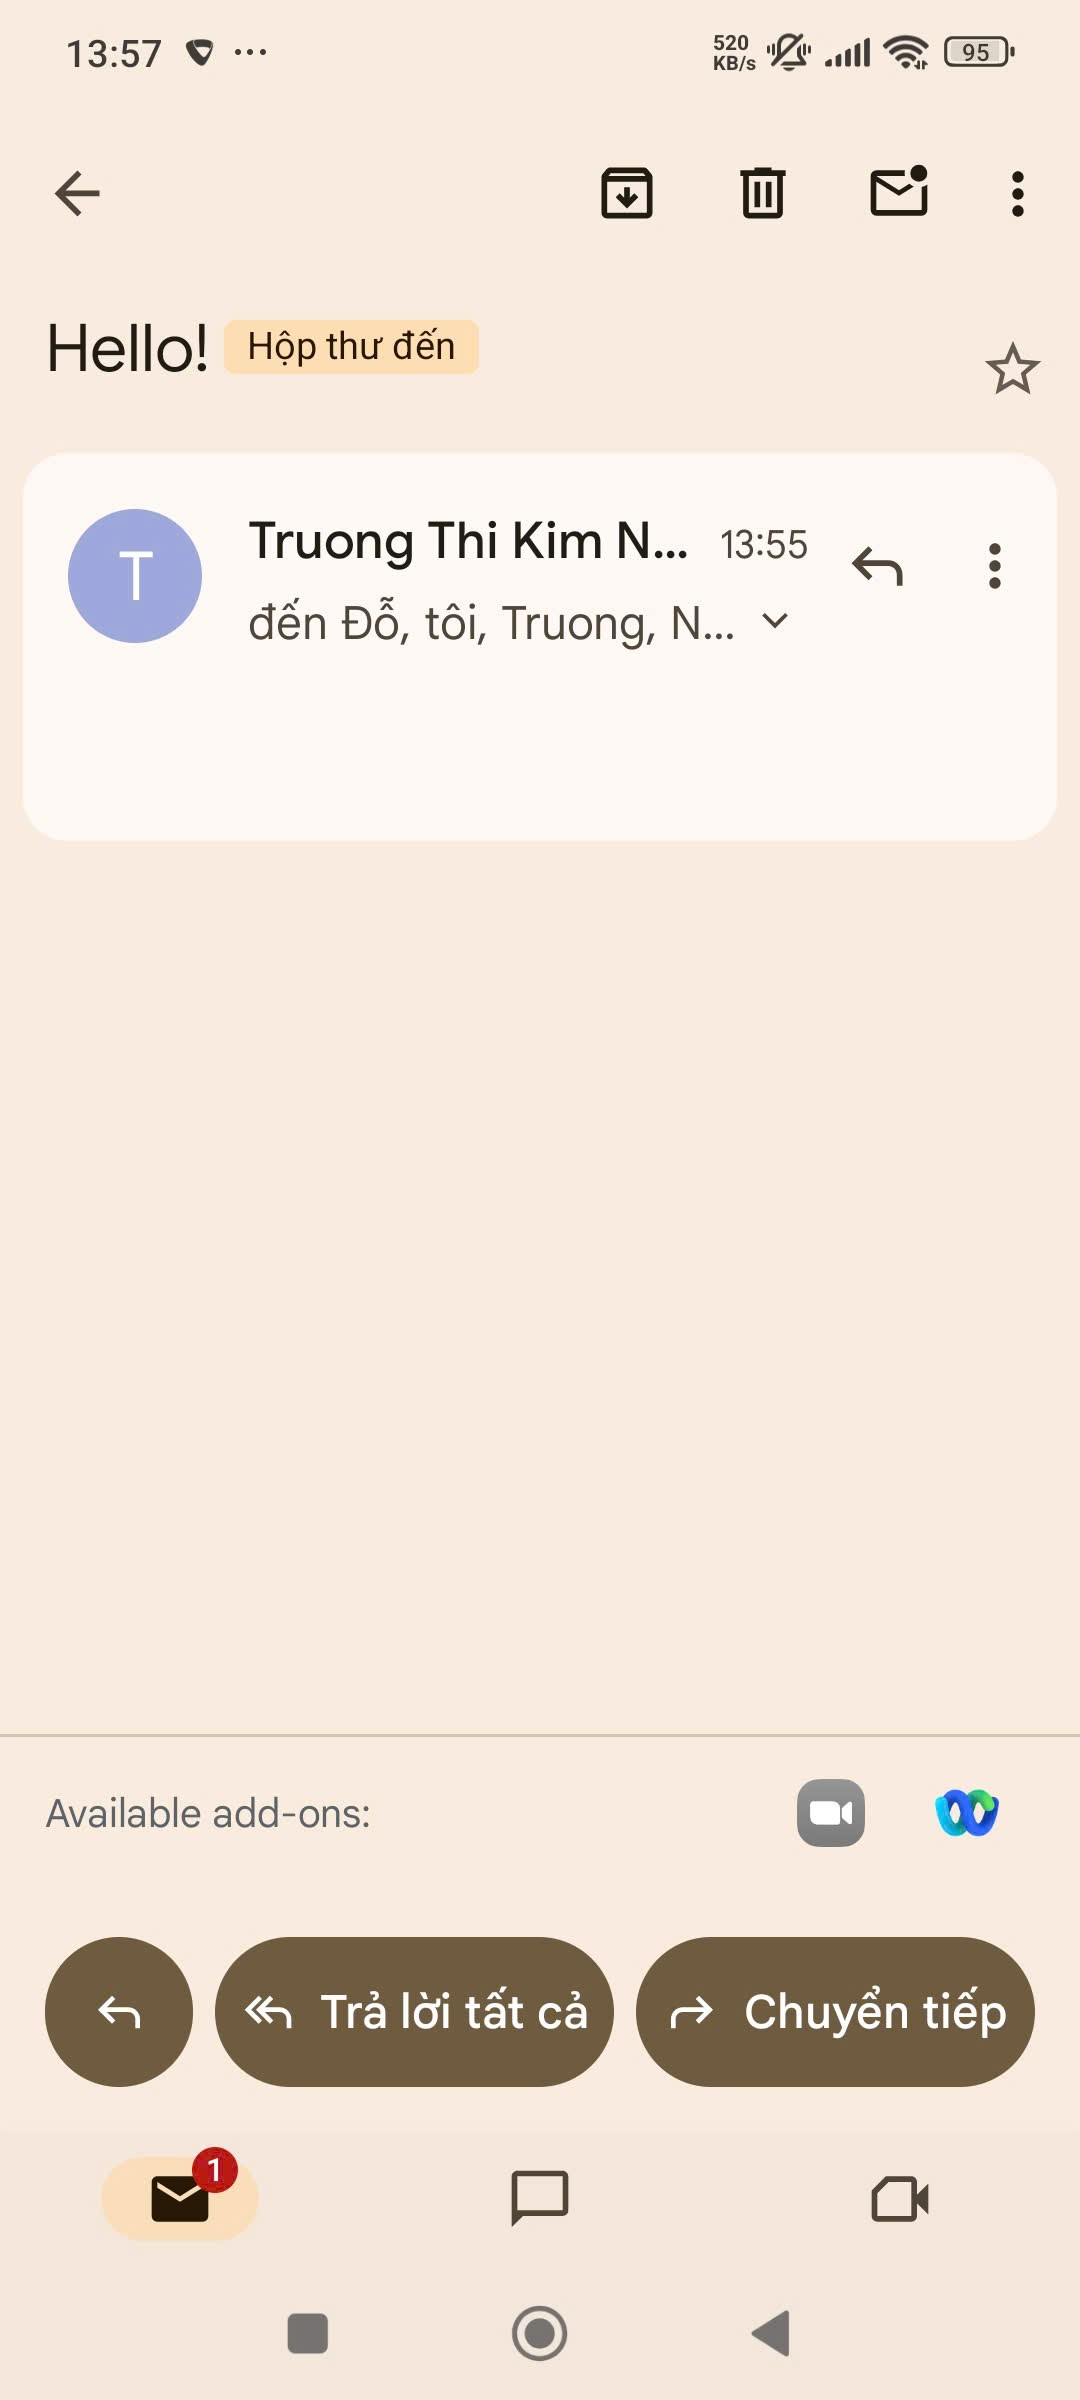 13:57 ... 520 KB/s 95
Hello! Hộp thư đến
T
Truong Thi Kim N... 13:55
đến Đỗ, tôi, Truong, N...
Available add-ons:
Trả lời tất cả
Chuyển tiếp
1